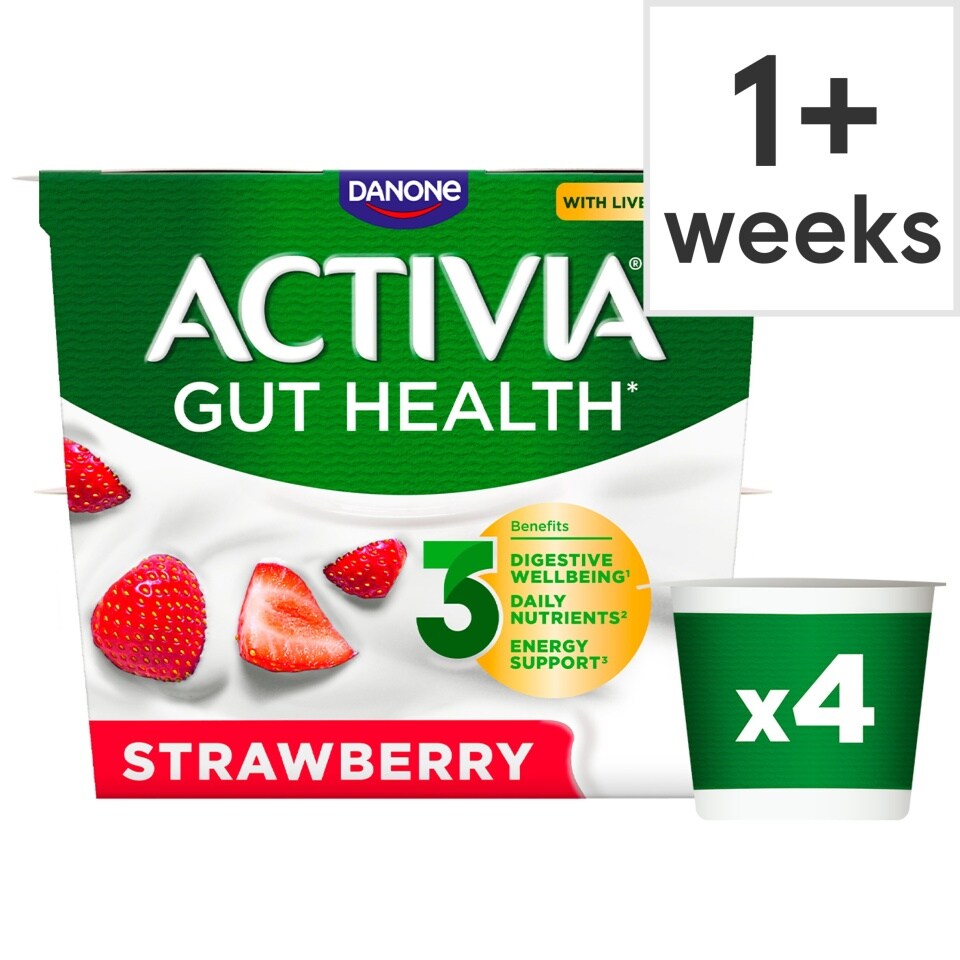 1+
weeks
DANONE
WITH LIVE
ACTIVIA®
GUT HEALTH*
3
Benefits
DIGESTIVE
WELLBEING¹
DAILY
NUTRIENTS²
ENERGY
SUPPORT³
x4
STRAWBERRY